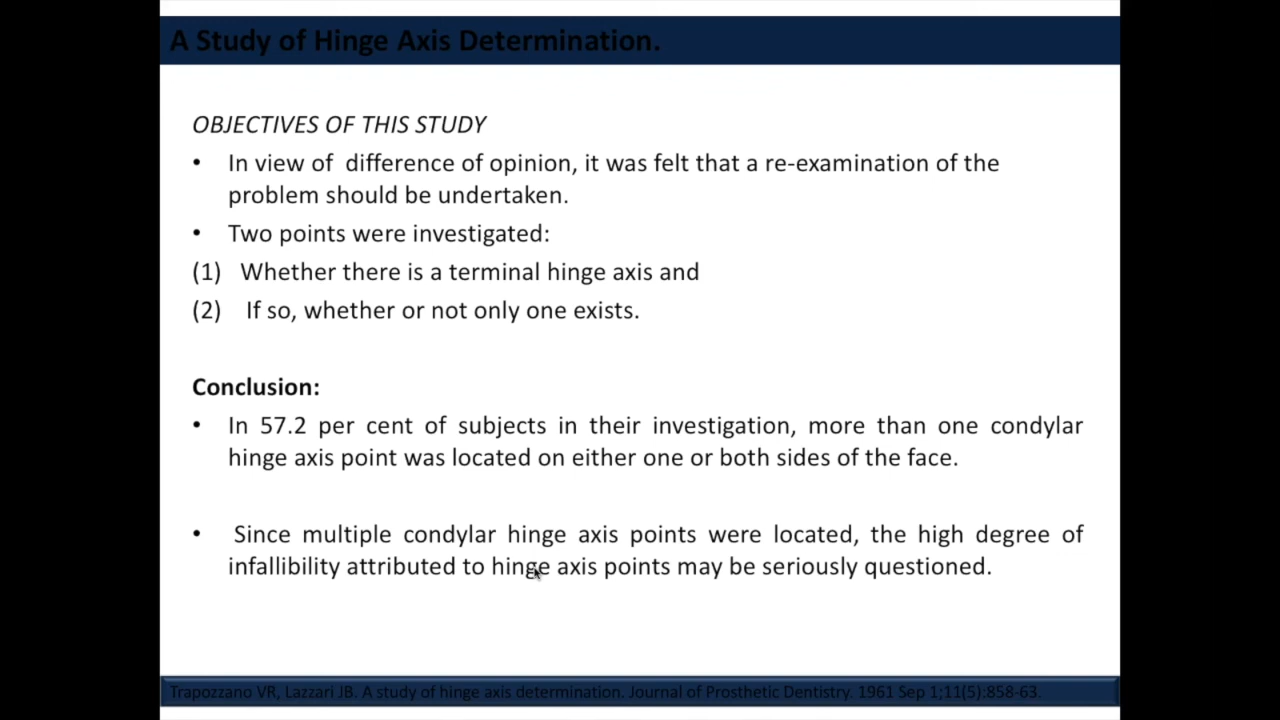 A Study of Hinge Axis Determination.
OBJECTIVES OF THIS STUDY
• In view of difference of opinion, it was felt that a re-examination of the
problem should be undertaken.
• Two points were investigated:
(1) Whether there is a terminal hinge axis and
(2) If so, whether or not only one exists.
Conclusion:
• In 57.2 per cent of subjects in their investigation, more than one condylar
hinge axis point was located on either one or both sides of the face.
• Since multiple condylar hinge axis points were located, the high degree of
infallibility attributed to hinge axis points may be seriously questioned.
Trapozzano VR, Lazzari JB. A study of hinge axis determination. Journal of Prosthetic Dentistry. 1961 Sep 1;11(5):858-63.